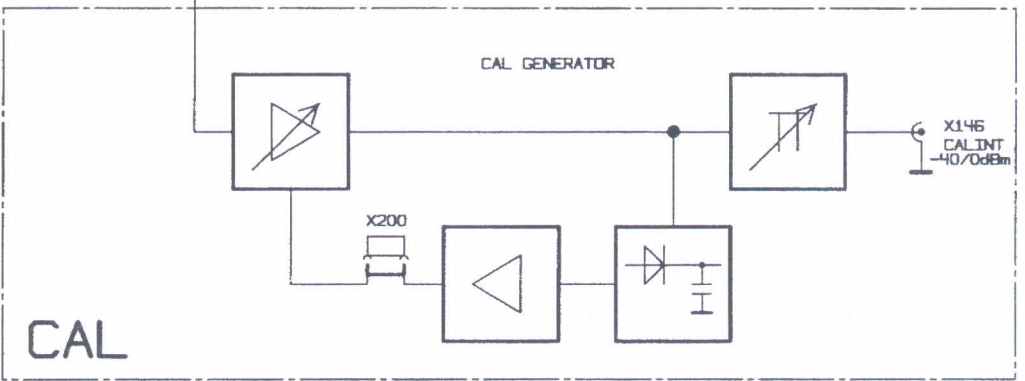 CAL GENERATOR
X146
CALINT
-40/0dBm
X200
CAL